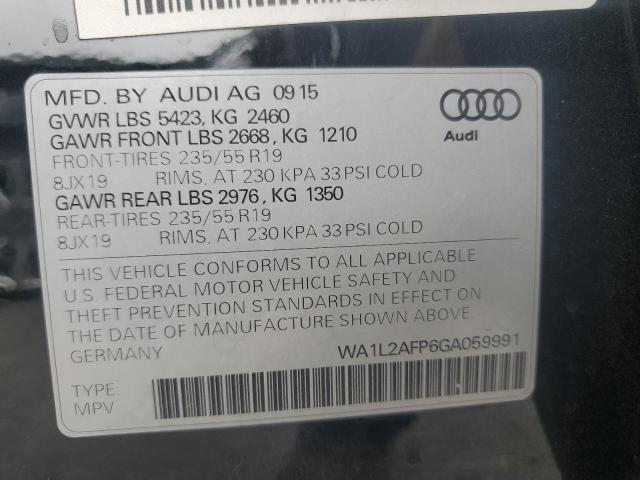 MFD. BY AUDI AG 09 15
GVWR LBS 5423, KG 2460
GAWR FRONT LBS 2668, KG 1210
FRONT-TIRES 235/55 R19
8JX19 RIMS, AT 230 KPA 33 PSI COLD
GAWR REAR LBS 2976, KG 1350
REAR-TIRES 235/55 R19
8JX19 RIMS, AT 230 KPA 33 PSI COLD
Audi
THIS VEHICLE CONFORMS TO ALL APPLICABLE
U.S. FEDERAL MOTOR VEHICLE SAFETY AND
THEFT PREVENTION STANDARDS IN EFFECT ON
THE DATE OF MANUFACTURE SHOWN ABOVE
GERMANY WA1L2AFP6GA059991
TYPE:
MPV